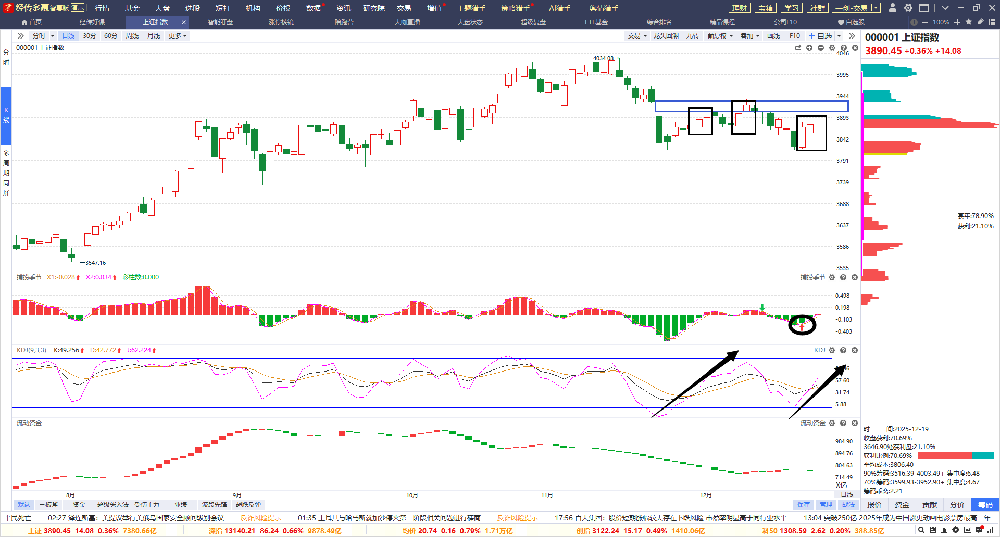 经传多赢 智尊版 演示 行情 基金 大盘 选股 短打 机构 价投 数据 资讯 研究院 交易 增值 主题猎手 策略猎手 AI猎手 舆情猎手 理财 宝箱 学习 社群 一创-交易
首页 经传好课 上证指数 智能盯盘 涨停棱镜 陪跑营 大咖直播 大盘状态 超级复盘 ETF基金 综合排名 精品课程 公司F10 自选股 100%
分时 日线 30分 60分 周线 月线 更多 交易 龙头回溯 九转 前复权 叠加 画线 F10 自选
000001 上证指数
3890.45 +0.36% +14.08
分时
K线
多周期同屏
000001 上证指数
4034.08
3547.16
4046
3995
3944
3893
3842
3791
3739
3688
3637
3586
3535
套牢:78.90%
获利:21.10%
捕捞季节 X1:-0.028 X2:0.034 彩柱数:0.000 捕捞季节
0.498
0.198
-0.103
-0.403
KDJ(9,3,3) K:49.256 D:42.772 J:62.224 KDJ
57.60
31.74
5.88
流动资金 流动资金
984.90
894.76
804.63
714.49
X亿
8月 9月 10月 11月 12月 日线
时 间:2025-12-19
收盘获利:70.69%
3646.90处获利盘:21.10%
获利比例:70.69%
平均成本:3806.40
90%筹码:3516.39-4003.49+ 集中度:6.48
70%筹码:3599.93-3952.90+ 集中度:4.67
筹码乖离:2.21
默认 三板斧 资金 超级买入法 受伤主力 业绩 波段先锋 超跌反弹 保存 管理 战法 报价 资金 贡献 分价 筹码
平民死亡 02:27 泽连斯基：美提议举行美俄乌国家安全顾问级别会议 反诈风险提示 01:35 土耳其与哈马斯就加沙停火第二阶段相关问题进行磋商 反诈风险提示 17:56 百大集团：股价短期涨幅较大存在下跌风险 市盈率明显高于同行业水平 13:04 突破250亿 2025年成为中国影史动画电影票房最高一年
上证 3890.45 14.08 0.36% 7380.66亿 深指 13140.21 86.24 0.66% 9878.49亿 均价 20.74 0.16 0.79% 1.71万亿 创指 3122.24 15.17 0.49% 1410.06亿 科50 1308.59 2.62 0.20% 388.85亿